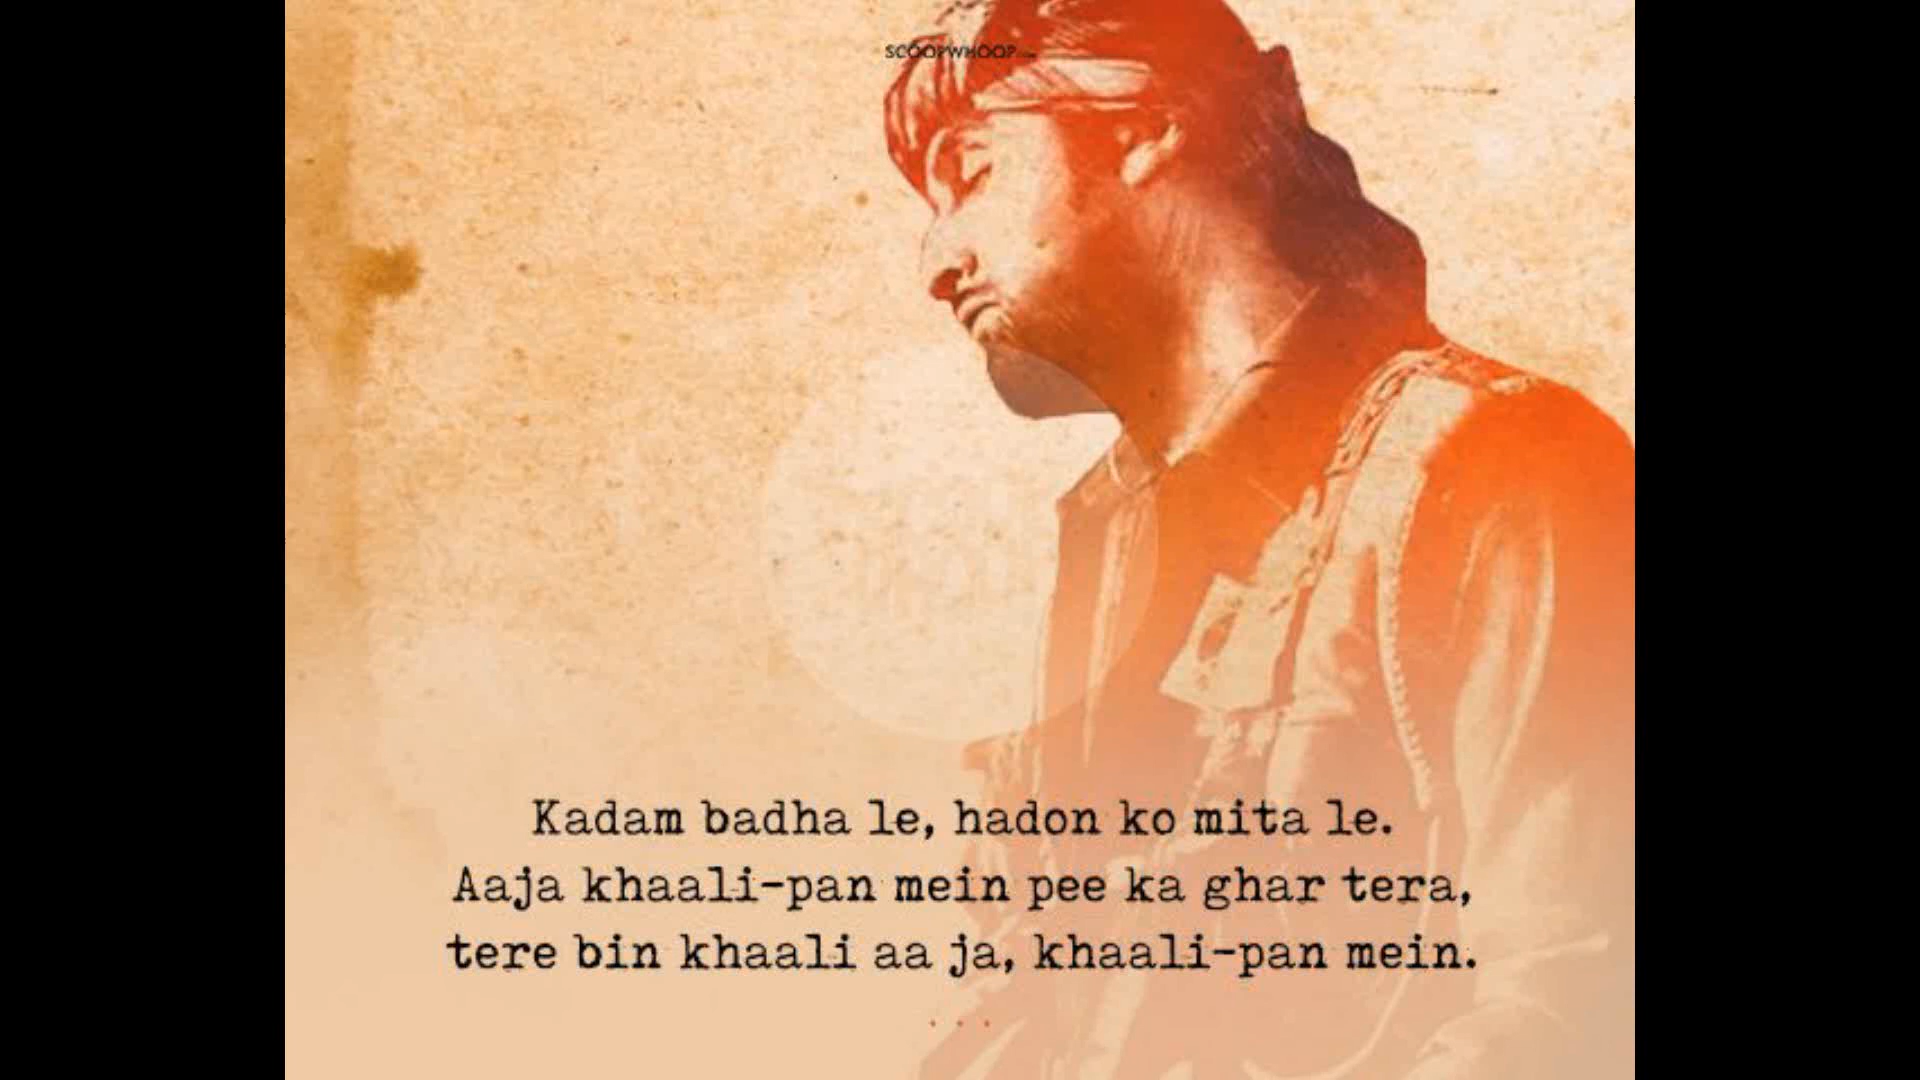 SCOOPWHOOP
Kadam badha le, hadon ko mita le.
Aaja khaali-pan mein pee ka ghar tera,
tere bin khaali aa ja, khaali-pan mein.
...